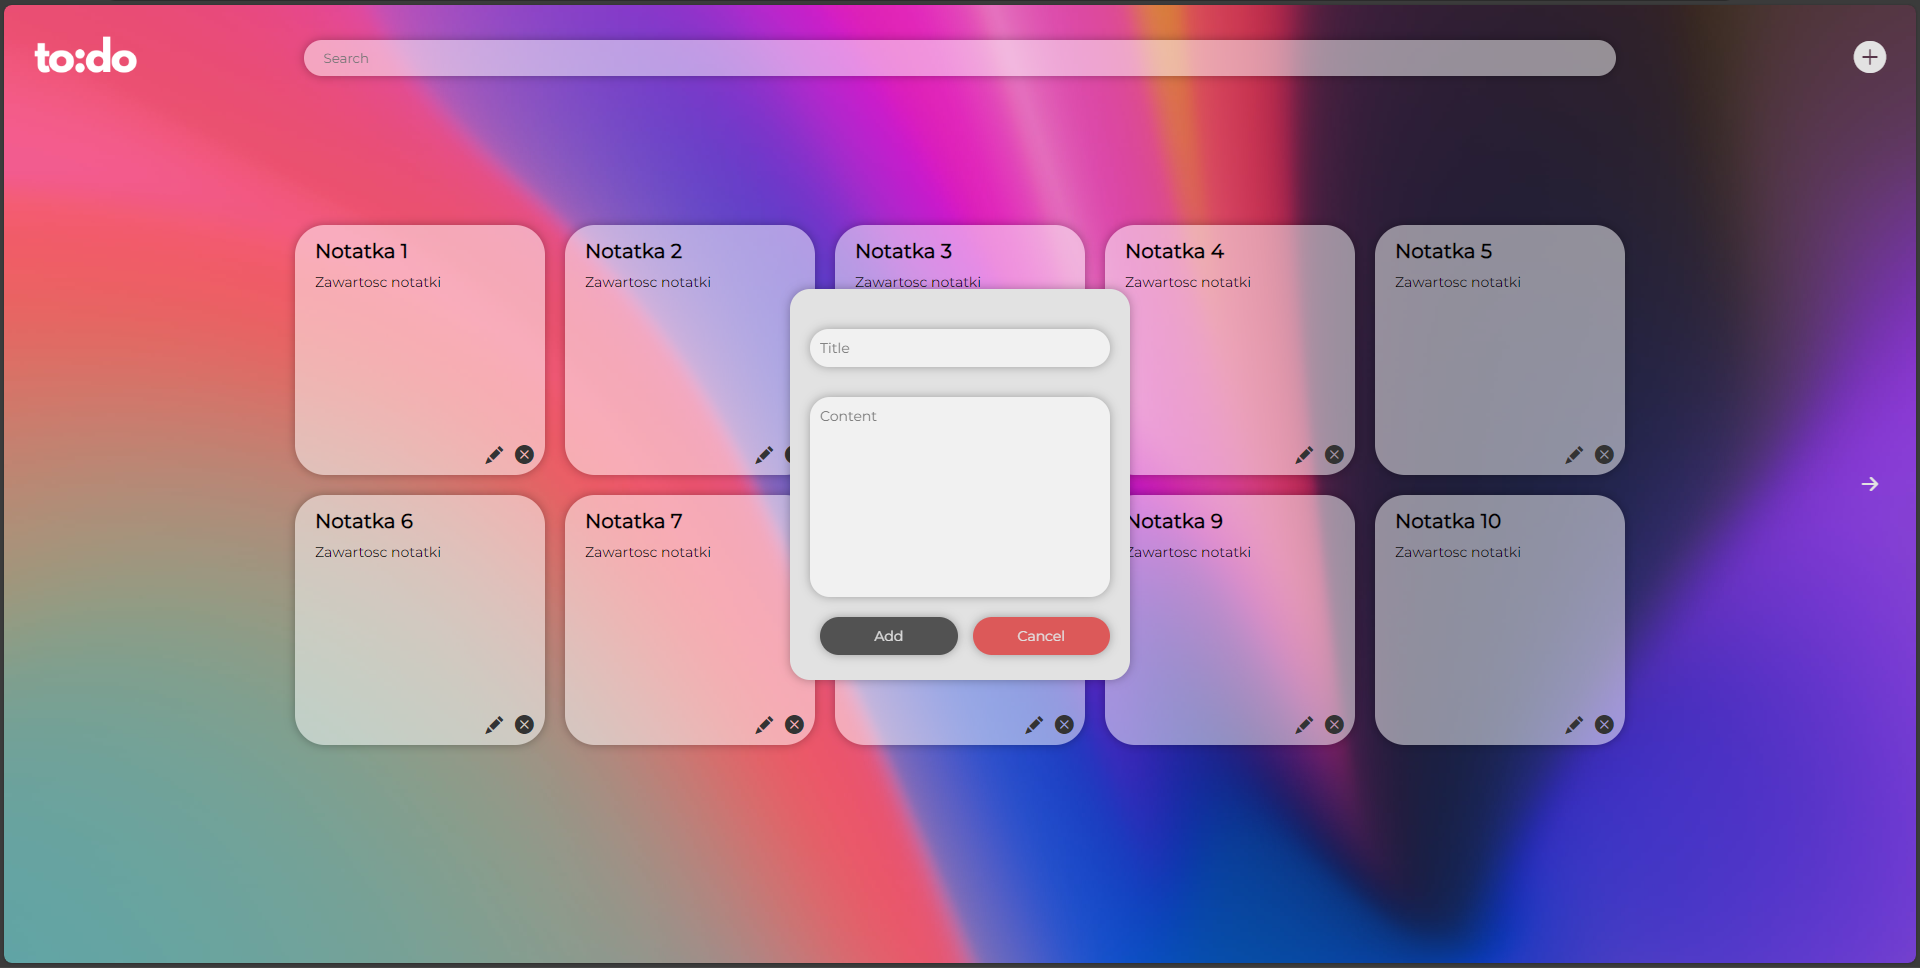 to:do
Search
Notatka 1
Zawartosc notatki
Notatka 2
Zawartosc notatki
Notatka 3
Zawartosc notatki
Notatka 4
Zawartosc notatki
Notatka 5
Zawartosc notatki
Title
Content
Add
Cancel
Notatka 6
Zawartosc notatki
Notatka 7
Zawartosc notatki
Notatka 9
Zawartosc notatki
Notatka 10
Zawartosc notatki